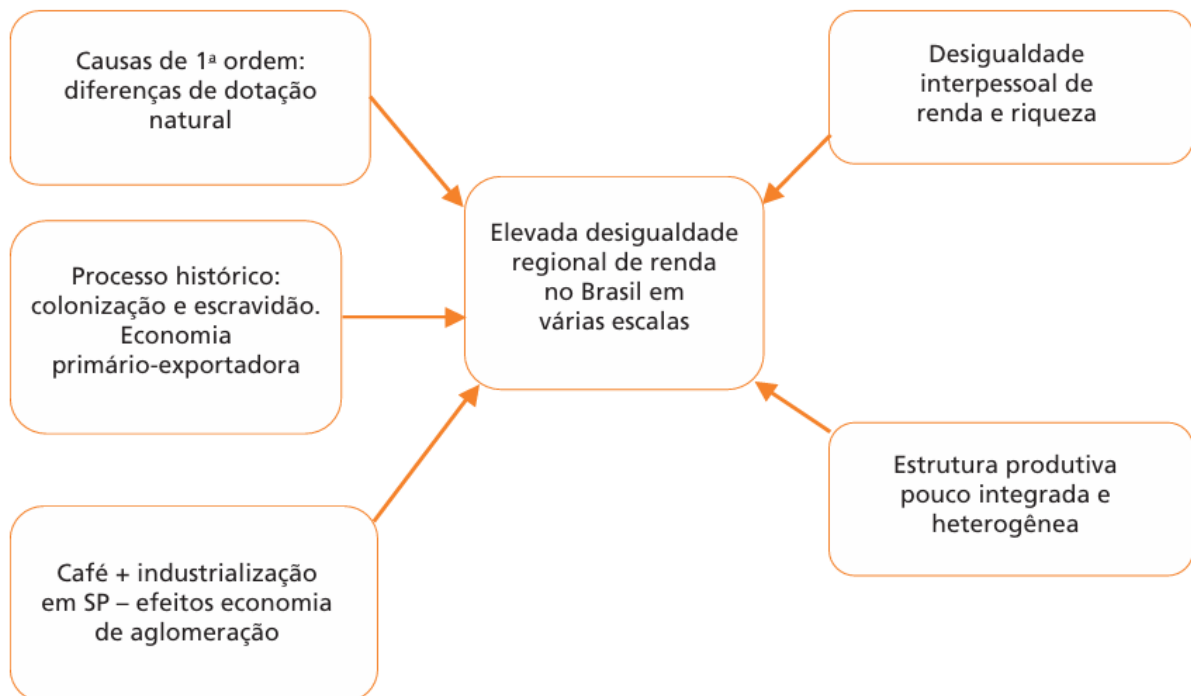 Causas de 1ª ordem:
diferenças de dotação
natural
Processo histórico:
colonização e escravidão.
Economia
primário-exportadora
Café + industrialização
em SP – efeitos economia
de aglomeração
Elevada desigualdade
regional de renda
no Brasil em
várias escalas
Desigualdade
interpessoal de
renda e riqueza
Estrutura produtiva
pouco integrada e
heterogênea